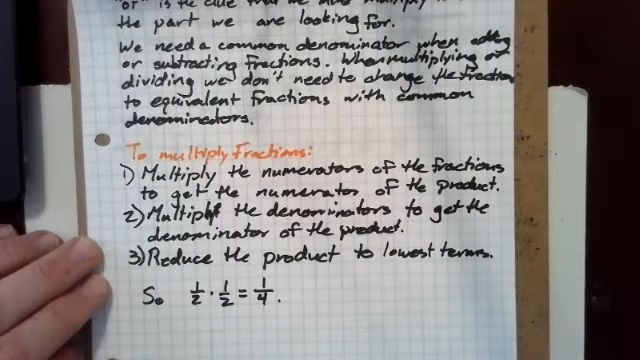 "of" is the clue that we must multiply to
the part we are looking for.
We need a common denominator when adding
or subtracting fractions. When multiplying or
dividing we don't need to change the fraction
to equivalent fractions with common
denominators.
To multiply Fractions:
1) Multiply the numerators of the fractions
to get the numerator of the product.
2) Multiply the denominators to get the
denominator of the product.
3) Reduce the product to lowest terms.
So 1/2 · 1/2 = 1/4.